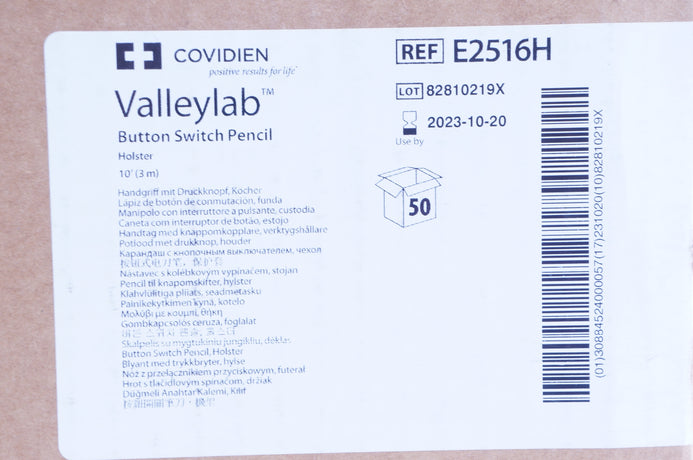 COVIDIEN
positive results for life™
Valleylab™
Button Switch Pencil
Holster
10' (3 m)
Handgriff mit Druckknopf, Köcher
Lápiz de botón de conmutación, funda
Manipolo con interruttore a pulsante, custodia
Caneta com interruptor de botão, estojo
Handtag med knappomkopplare, verktygshållare
Potlood met drukknop, houder
Карандаш с кнопочным выключателем, чехол
Nástavec s kolébkovým vypínačem, stojan
Pencil til knapomskifter, hylster
Klahvlülitiga pliiats, seadmetasku
Painikekytkimen kynä, kotelo
Μολύβι με κουμπί, θήκη
Gombkapcsolós ceruza, foglalat
Skalpelis su mygtukiniu jungikliu, dėklas
Button Switch Pencil, Holster
Blyant med trykkbryter, hylse
Nóż z przełącznikiem przyciskowym, futerał
Hrot s tlačidlovým spínačom, držiak
Düğmeli Anahtar Kalemi, Kılıf
REF E2516H
LOT 82810219X
2023-10-20
Use by
50
(01)30884524000057(17)231020(10)82810219X